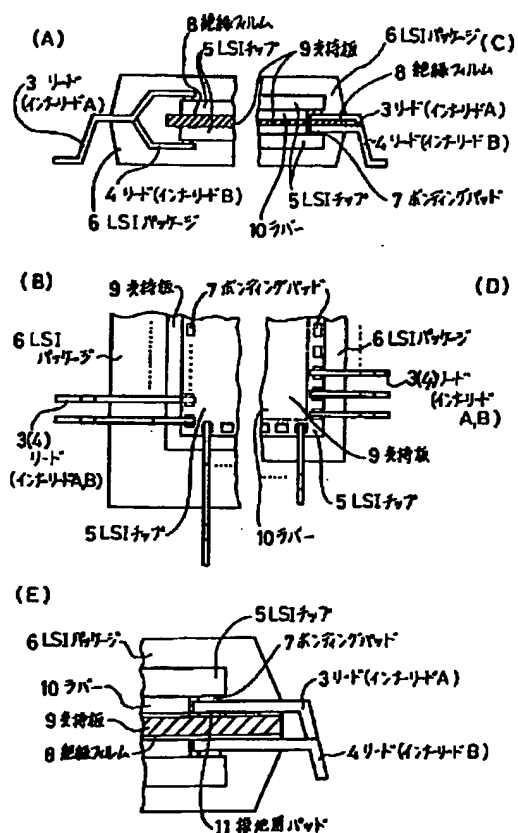 (A)
8 絶縁フィルム
5 LSIチップ
9 支持板
6 LSIパッケージ
(C)
8 絶縁フィルム
3 リード
(インナーリードA)
3 リード(インナーリードA)
4 リード(インナーリードB)
4 リード(インナーリードB)
6 LSIパッケージ
5 LSIチップ
7 ボンディングパッド
10 ラバー
(B)
9 支持板
7 ボンディングパッド
(D)
6 LSI
パッケージ
6 LSIパッケージ
3(4)リード
(インナーリード
A,B)
3(4)
リード
(インナーリードA,B)
9 支持板
5 LSIチップ
5 LSIチップ
10 ラバー
(E)
5 LSIチップ
6 LSIパッケージ
7 ボンディングパッド
10 ラバー
3 リード(インナーリードA)
9 支持板
8 絶縁フィルム
4 リード(インナーリードB)
11 接地用パッド